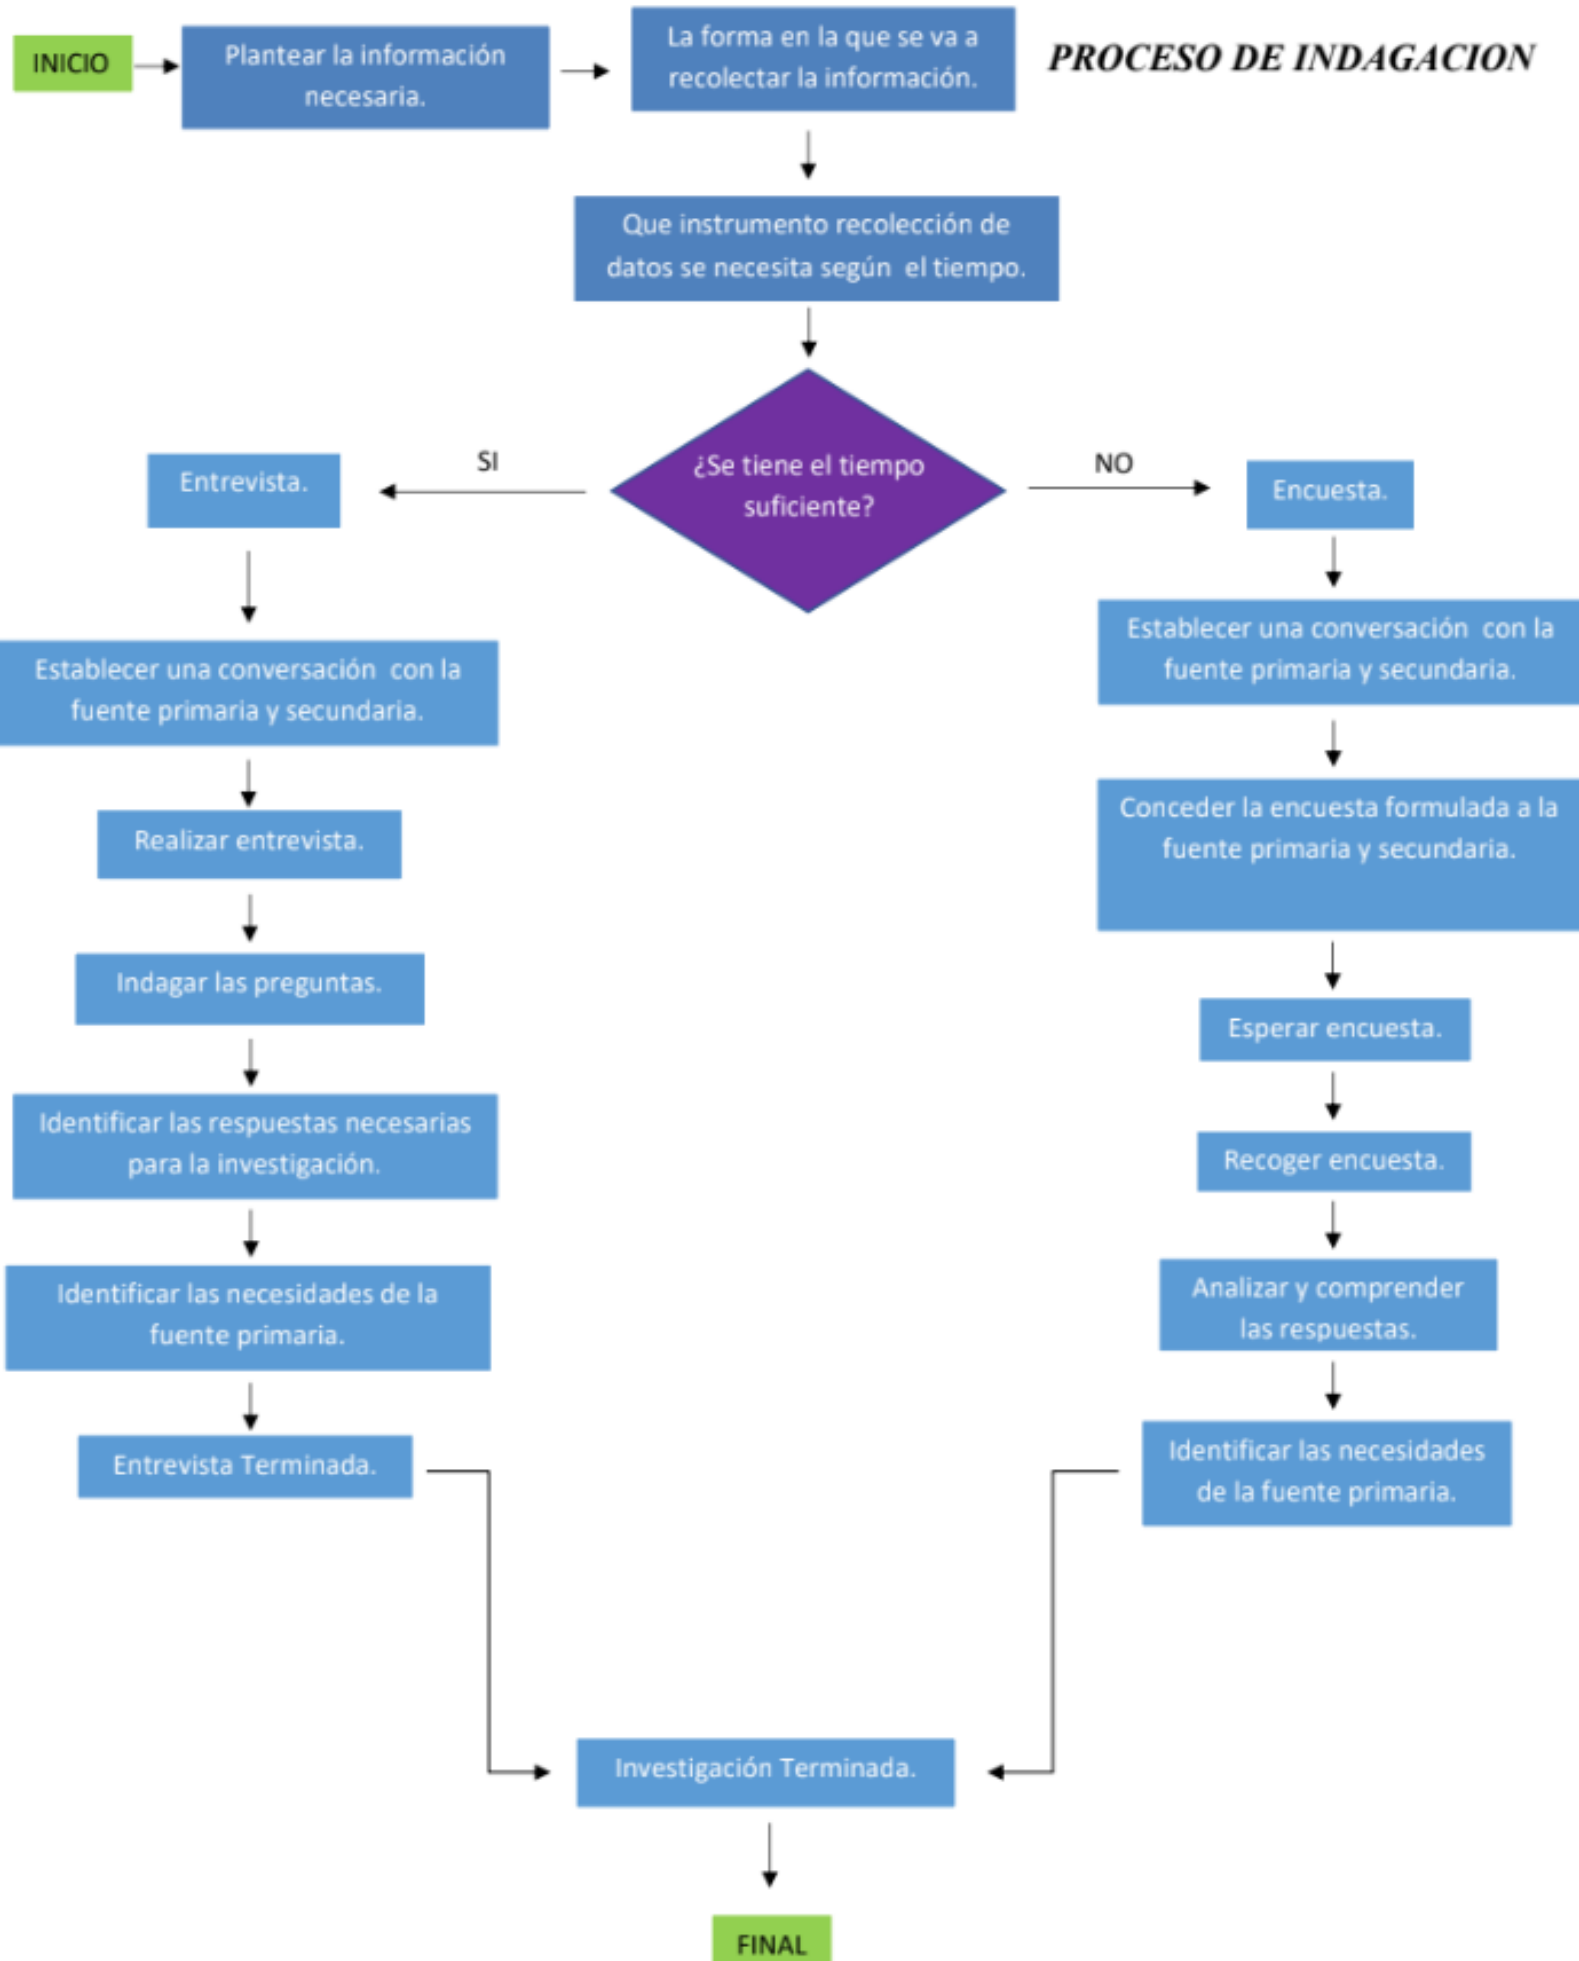 INICIO
Plantear la información
necesaria.
La forma en la que se va a
recolectar la información.
PROCESO DE INDAGACION
Que instrumento recolección de
datos se necesita según el tiempo.
¿Se tiene el tiempo
suficiente?
SI
NO
Entrevista.
Establecer una conversación con la
fuente primaria y secundaria.
Realizar entrevista.
Indagar las preguntas.
Identificar las respuestas necesarias
para la investigación.
Identificar las necesidades de la
fuente primaria.
Entrevista Terminada.
Encuesta.
Establecer una conversación con la
fuente primaria y secundaria.
Conceder la encuesta formulada a la
fuente primaria y secundaria.
Esperar encuesta.
Recoger encuesta.
Analizar y comprender
las respuestas.
Identificar las necesidades
de la fuente primaria.
Investigación Terminada.
FINAL